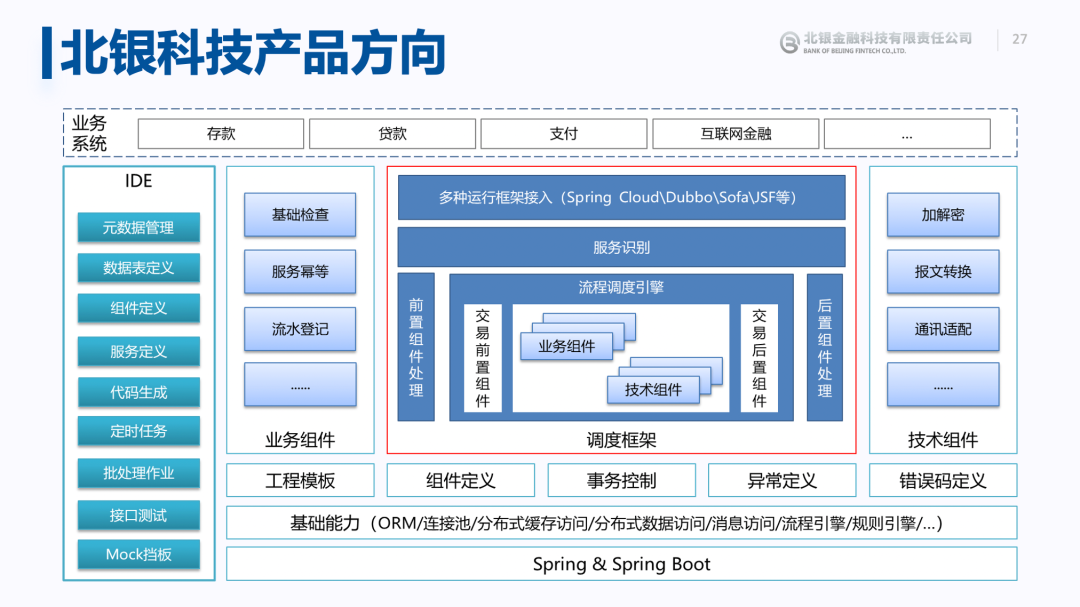 北银科技产品方向
北银金融科技有限责任公司
BANK OF BEIJING FINTECH CO.,LTD.
27
业务
系统
存款
贷款
支付
互联网金融
...
IDE
元数据管理
数据表定义
组件定义
服务定义
代码生成
定时任务
批处理作业
接口测试
Mock挡板
基础检查
服务幂等
流水登记
......
业务组件
多种运行框架接入（Spring Cloud\Dubbo\Sofa\JSF等）
服务识别
前置组件处理
流程调度引擎
交易前置组件
业务组件
技术组件
交易后置组件
后置组件处理
调度框架
加解密
报文转换
通讯适配
......
技术组件
工程模板
组件定义
事务控制
异常定义
错误码定义
基础能力（ORM/连接池/分布式缓存访问/分布式数据访问/消息访问/流程引擎/规则引擎/...）
Spring & Spring Boot